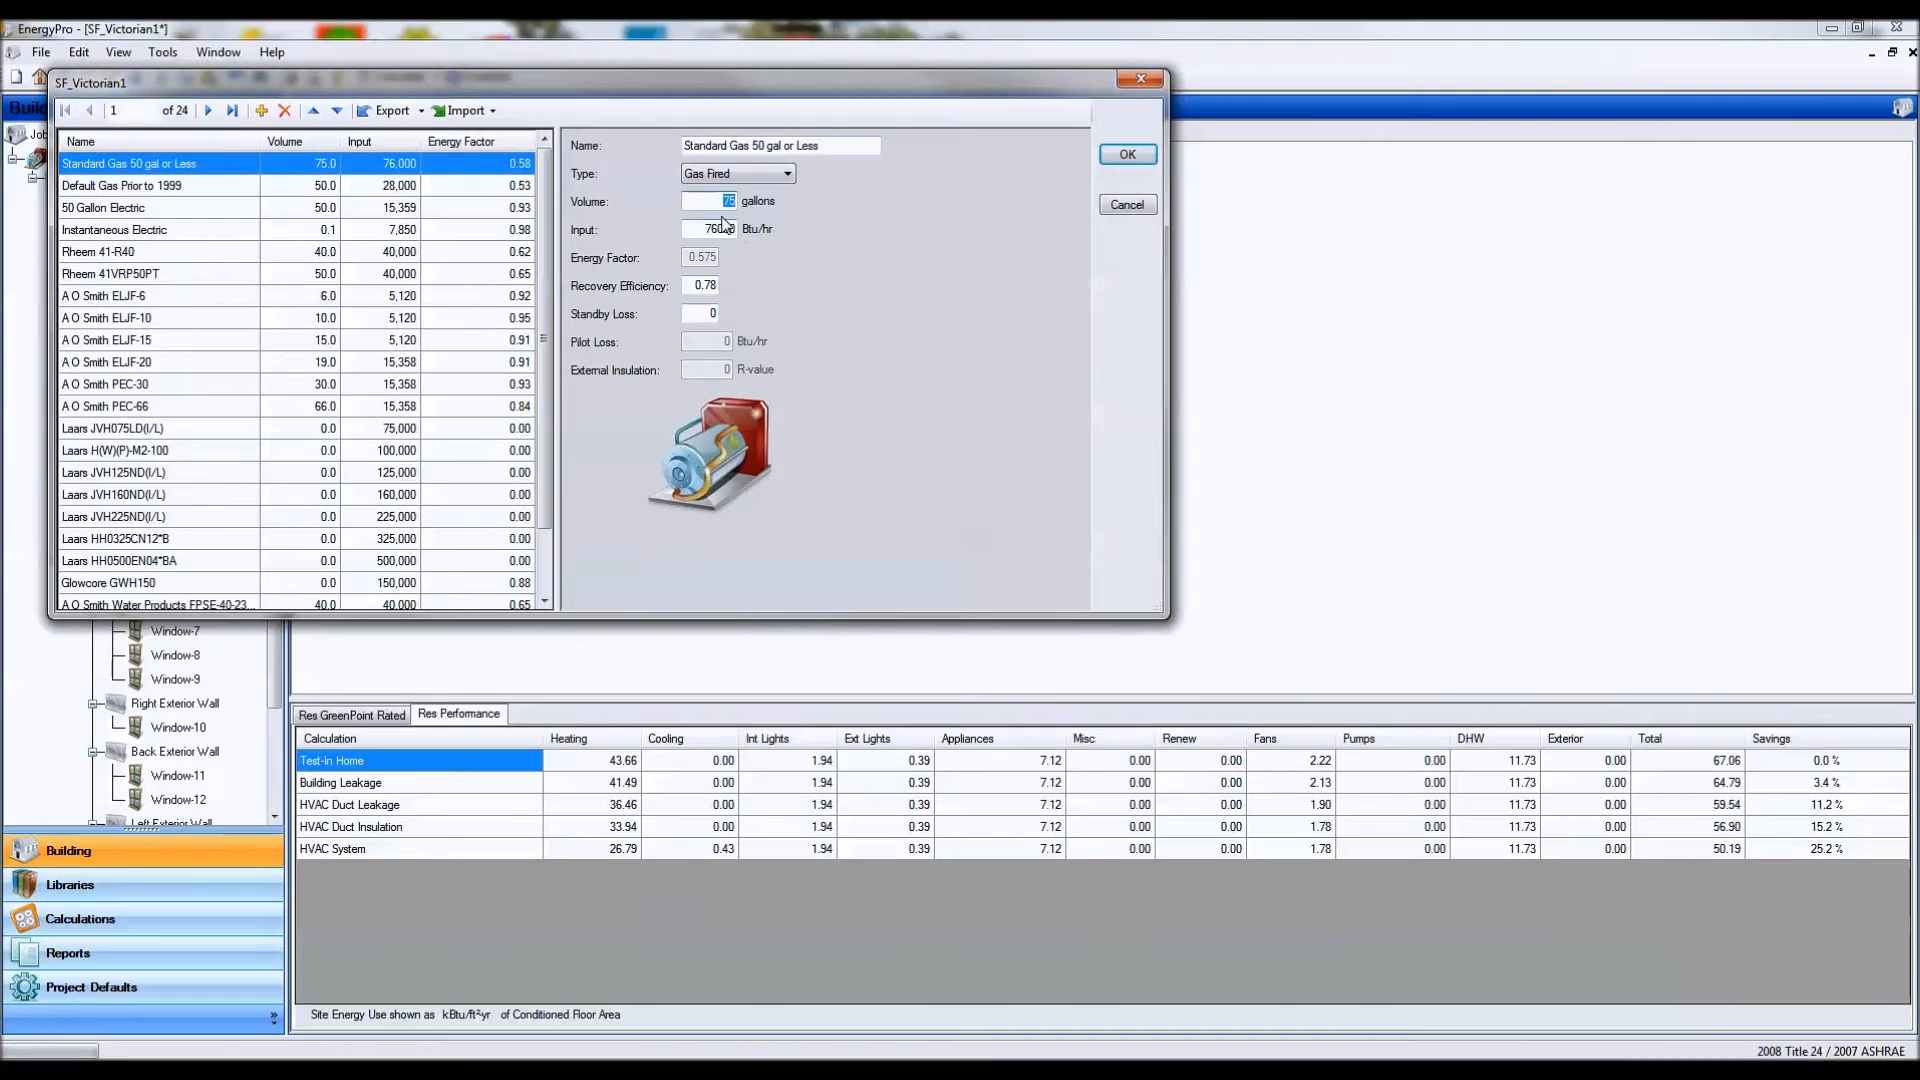 EnergyPro - [SF_Victorian1*]
File Edit View Tools Window Help
SF_Victorian1
1 of 24 Export Import
Name Volume Input Energy Factor
Standard Gas 50 gal or Less 75.0 76,000 0.58
Default Gas Prior to 1999 50.0 28,000 0.53
50 Gallon Electric 50.0 15,359 0.93
Instantaneous Electric 0.1 7,850 0.98
Rheem 41-R40 40.0 40,000 0.62
Rheem 41VRP50PT 50.0 40,000 0.65
A O Smith ELJF-6 6.0 5,120 0.92
A O Smith ELJF-10 10.0 5,120 0.95
A O Smith ELJF-15 15.0 5,120 0.91
A O Smith ELJF-20 19.0 15,358 0.91
A O Smith PEC-30 30.0 15,358 0.93
A O Smith PEC-66 66.0 15,358 0.84
Laars JVH075LD(I/L) 0.0 75,000 0.00
Laars H(W)(P)-M2-100 0.0 100,000 0.00
Laars JVH125ND(I/L) 0.0 125,000 0.00
Laars JVH160ND(I/L) 0.0 160,000 0.00
Laars JVH225ND(I/L) 0.0 225,000 0.00
Laars HH0325CN12*B 0.0 325,000 0.00
Laars HH0500EN04*BA 0.0 500,000 0.00
Glowcore GWH150 0.0 150,000 0.88
A O Smith Water Products FPSE-40-23... 40.0 40,000 0.65
Name: Standard Gas 50 gal or Less
Type: Gas Fired
Volume: 75 gallons
Input: Btu/hr
Energy Factor: 0.575
Recovery Efficiency: 0.78
Standby Loss: 0
Pilot Loss: 0 Btu/hr
External Insulation: 0 R-value
OK
Cancel
Window-7
Window-8
Window-9
Right Exterior Wall
Window-10
Back Exterior Wall
Window-11
Window-12
Left Exterior Wall
Building
Libraries
Calculations
Reports
Project Defaults
Res GreenPoint Rated Res Performance
Calculation Heating Cooling Int Lights Ext Lights Appliances Misc Renew Fans Pumps DHW Exterior Total Savings
Test-In Home 43.66 0.00 1.94 0.39 7.12 0.00 0.00 2.22 0.00 11.73 0.00 67.06 0.0 %
Building Leakage 41.49 0.00 1.94 0.39 7.12 0.00 0.00 2.13 0.00 11.73 0.00 64.79 3.4 %
HVAC Duct Leakage 36.46 0.00 1.94 0.39 7.12 0.00 0.00 1.90 0.00 11.73 0.00 59.54 11.2 %
HVAC Duct Insulation 33.94 0.00 1.94 0.39 7.12 0.00 0.00 1.78 0.00 11.73 0.00 56.90 15.2 %
HVAC System 26.79 0.43 1.94 0.39 7.12 0.00 0.00 1.78 0.00 11.73 0.00 50.19 25.2 %
Site Energy Use shown as kBtu/ft²-yr of Conditioned Floor Area
2008 Title 24 / 2007 ASHRAE